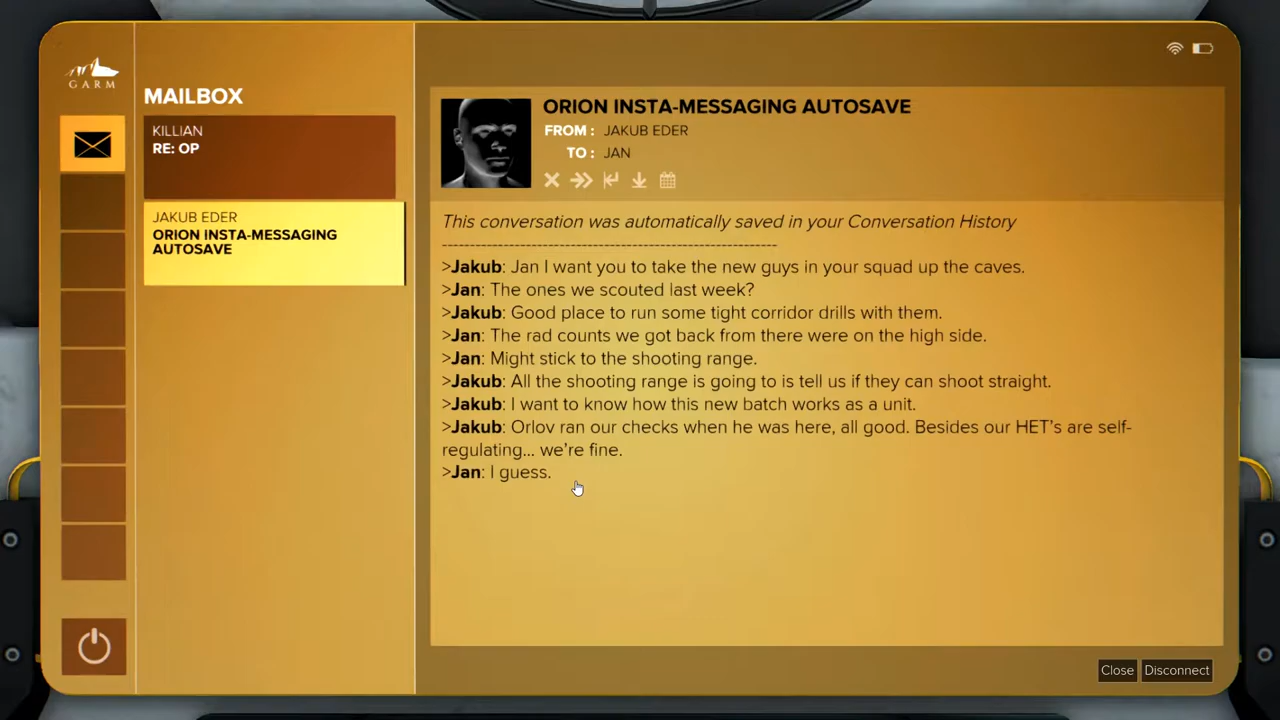 GARM
MAILBOX
KILLIAN
RE: OP
JAKUB EDER
ORION INSTA-MESSAGING
AUTOSAVE
ORION INSTA-MESSAGING AUTOSAVE
FROM : JAKUB EDER
TO : JAN
This conversation was automatically saved in your Conversation History
--------------------------------------------------------
>Jakub: Jan I want you to take the new guys in your squad up the caves.
>Jan: The ones we scouted last week?
>Jakub: Good place to run some tight corridor drills with them.
>Jan: The rad counts we got back from there were on the high side.
>Jan: Might stick to the shooting range.
>Jakub: All the shooting range is going to is tell us if they can shoot straight.
>Jakub: I want to know how this new batch works as a unit.
>Jakub: Orlov ran our checks when he was here, all good. Besides our HET's are self-
regulating... we're fine.
>Jan: I guess.
Close Disconnect